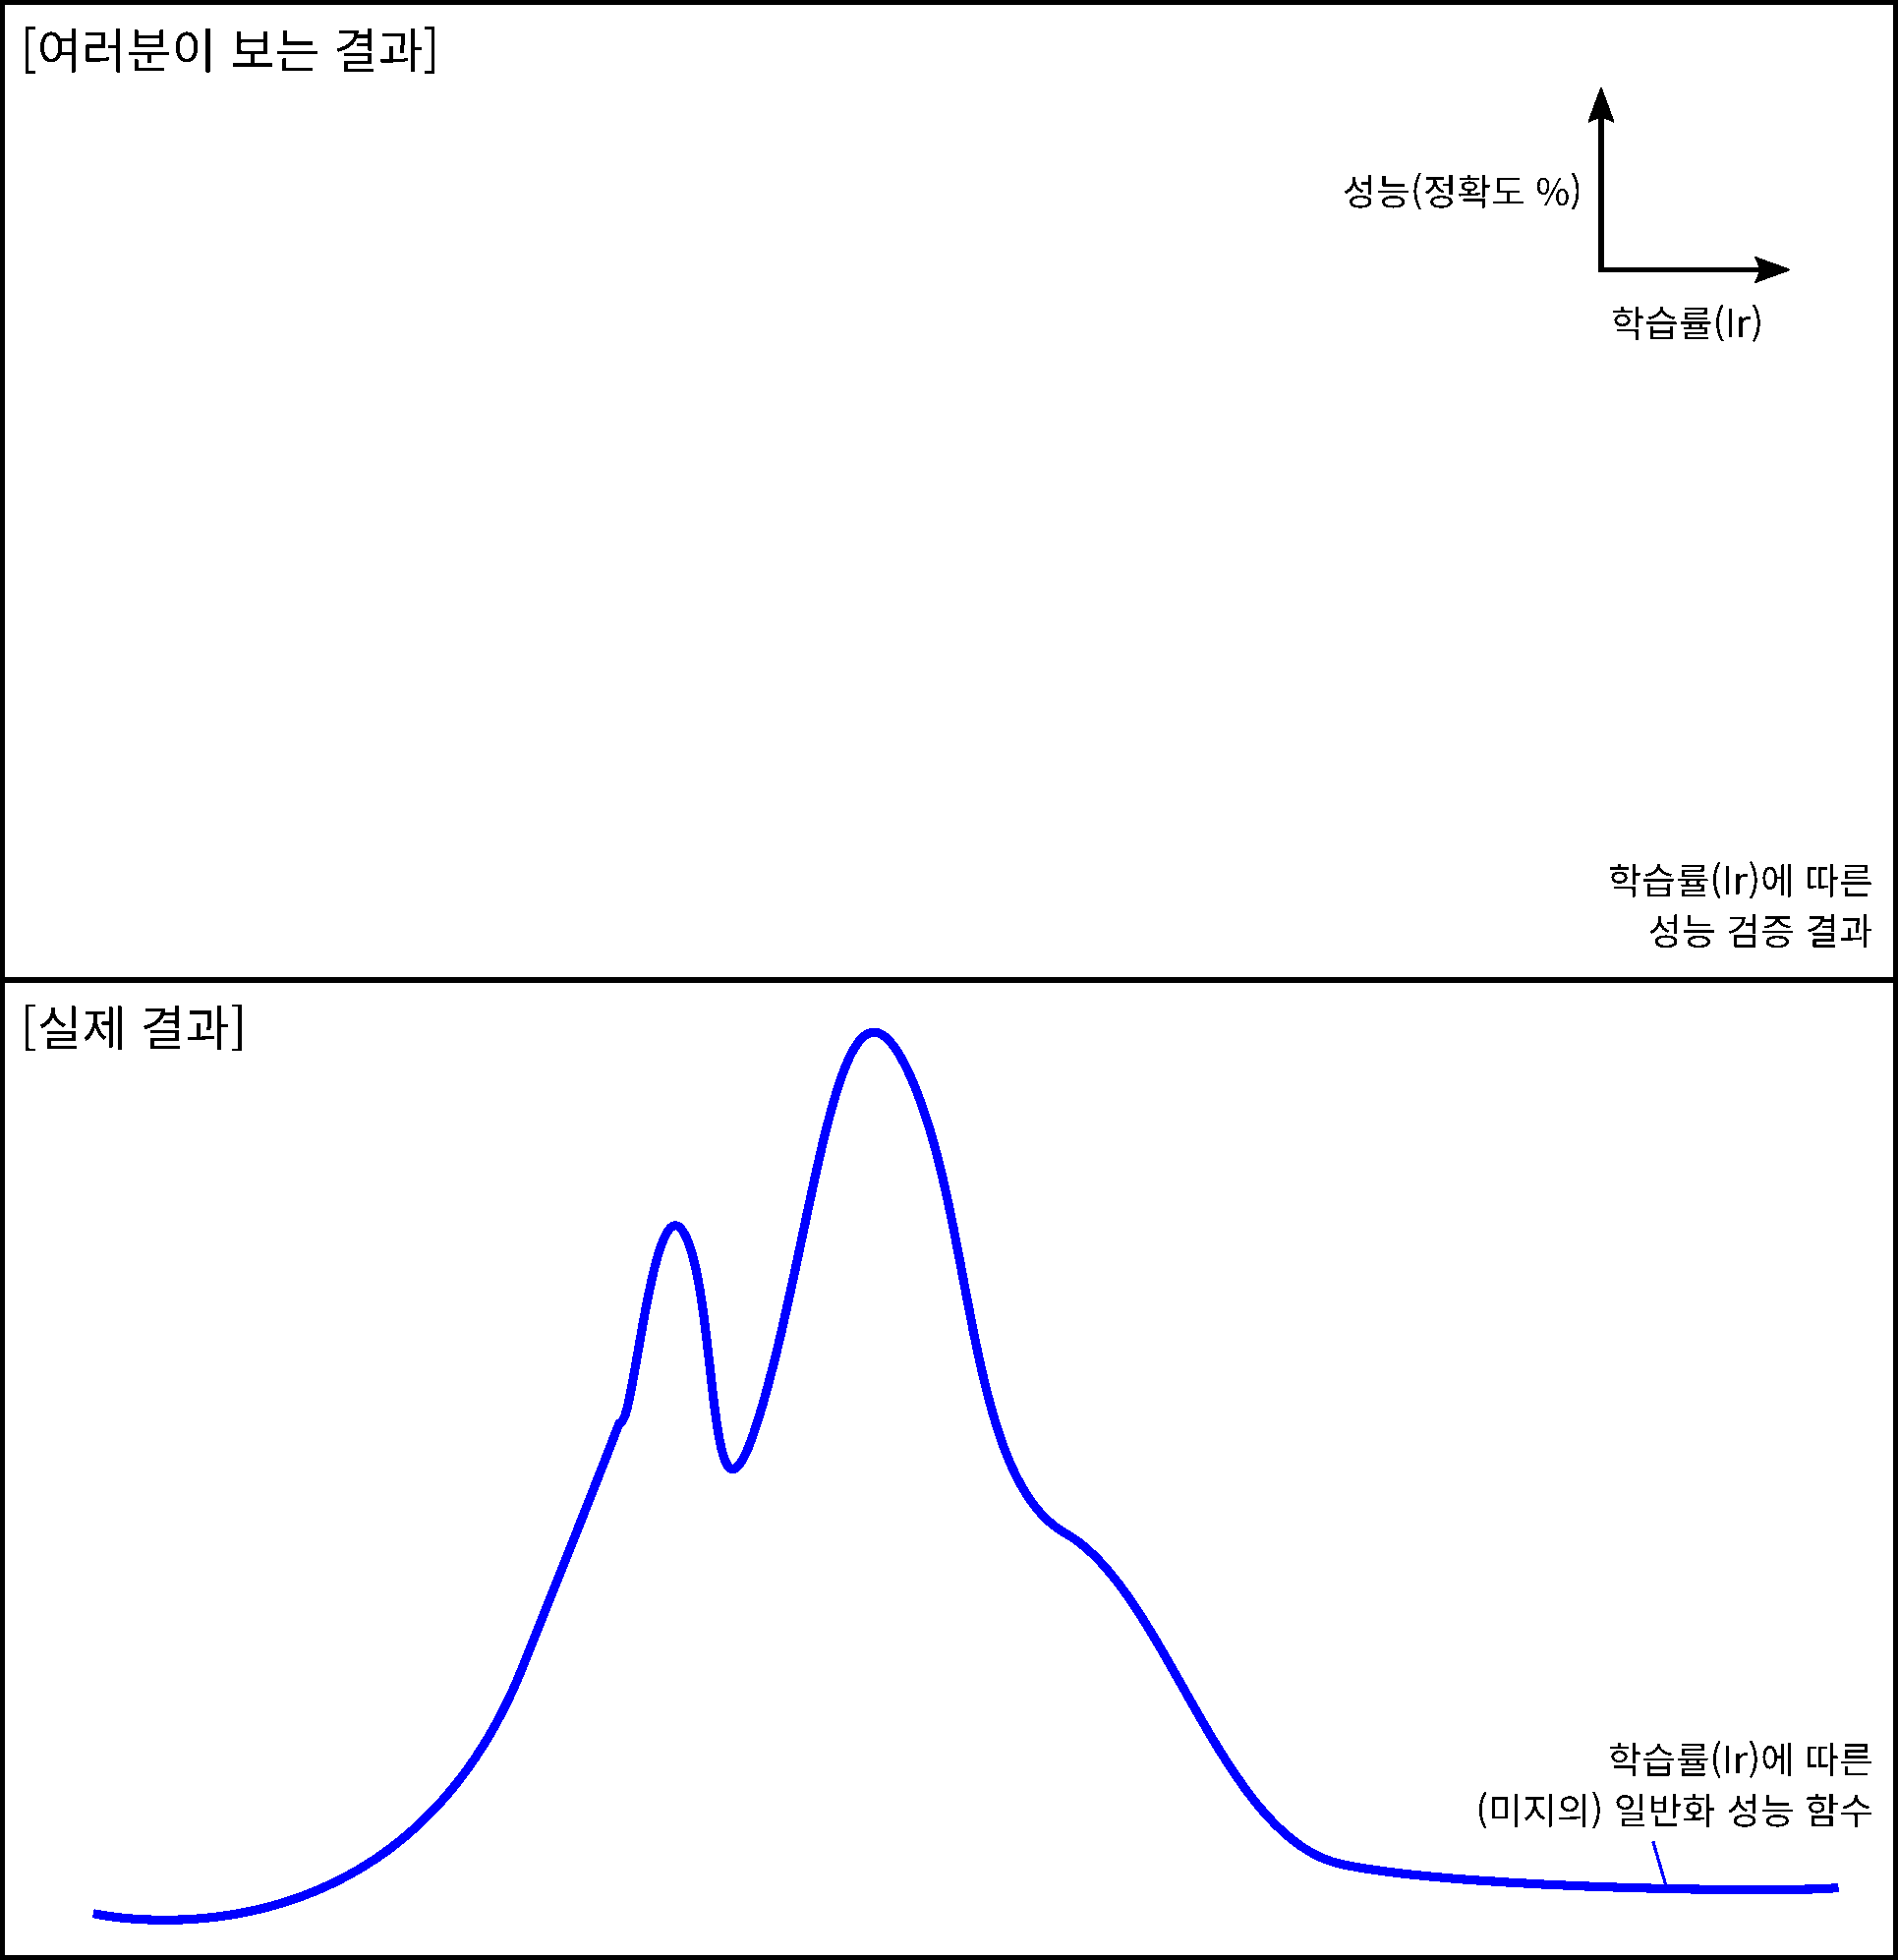 [여러분이 보는 결과]
성능(정확도 %)
학습률(lr)
학습률(lr)에 따른
성능 검증 결과
[실제 결과]
학습률(lr)에 따른
(미지의) 일반화 성능 함수